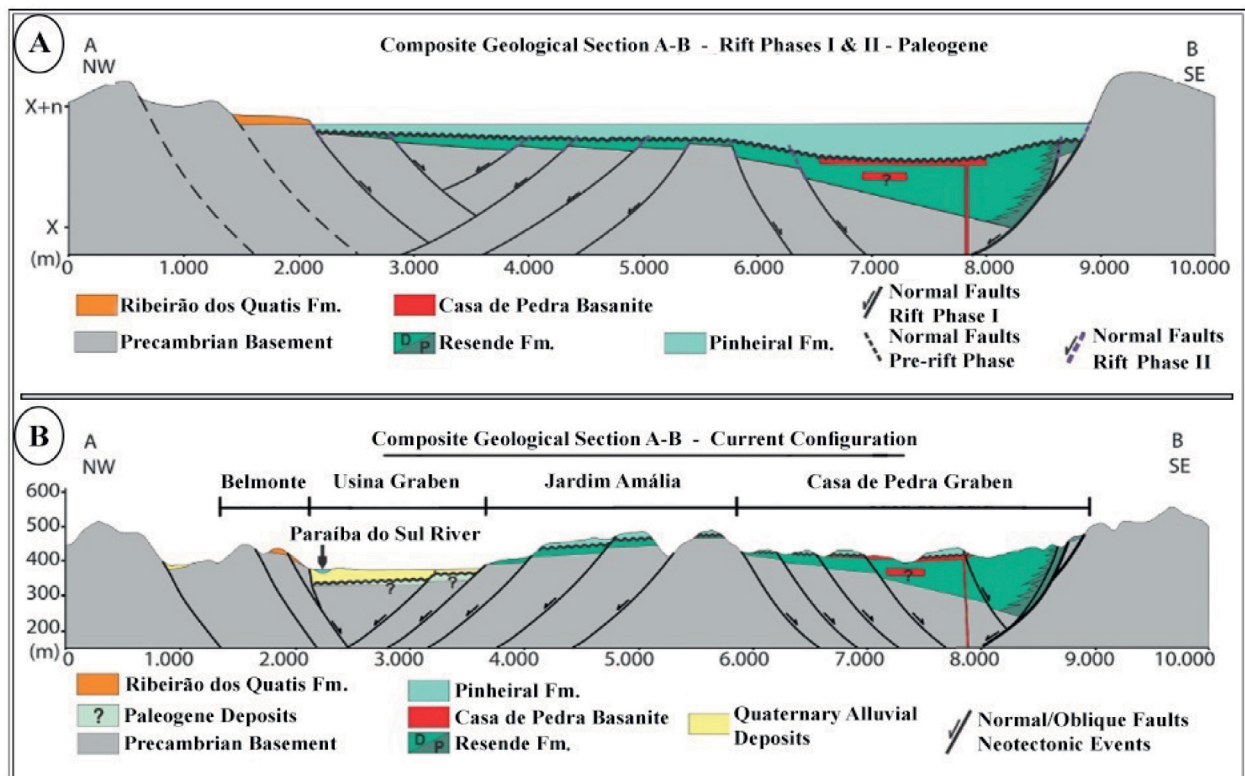 A
A
NW
Composite Geological Section A-B - Rift Phases I & II - Paleogene
B
SE
X+n
?
X
(m)
0 1.000 2.000 3.000 4.000 5.000 6.000 7.000 8.000 9.000 10.000
Ribeirão dos Quatis Fm.
Precambrian Basement
Casa de Pedra Basanite
D P Resende Fm.
Pinheiral Fm.
Normal Faults
Rift Phase I
Normal Faults
Pre-rift Phase
Normal Faults
Rift Phase II
B
A
NW
Composite Geological Section A-B - Current Configuration
B
SE
Belmonte Usina Graben Jardim Amália Casa de Pedra Graben
Paraíba do Sul River
600
500
400
300
200
(m)
? ? ?
0 1.000 2.000 3.000 4.000 5.000 6.000 7.000 8.000 9.000 10.000
Ribeirão dos Quatis Fm.
? Paleogene Deposits
Precambrian Basement
Pinheiral Fm.
Casa de Pedra Basanite
D P Resende Fm.
Quaternary Alluvial
Deposits
Normal/Oblique Faults
Neotectonic Events